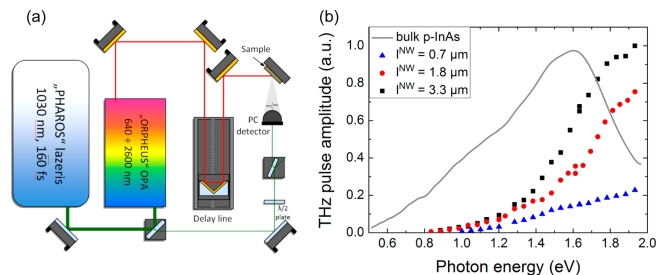 (a)
„PHAROS" lazeris
1030 nm, 160 fs
„ORPHEUS" OPA
640 ÷ 2600 nm
Sample
PC
detector
λ/2
plate
Delay line
(b)
THz pulse amplitude (a.u.)
bulk p-InAs
lᴺᵂ = 0.7 µm
lᴺᵂ = 1.8 µm
lᴺᵂ = 3.3 µm
1.0
0.8
0.6
0.4
0.2
0.0
0.6 0.8 1.0 1.2 1.4 1.6 1.8 2.0
Photon energy (eV)